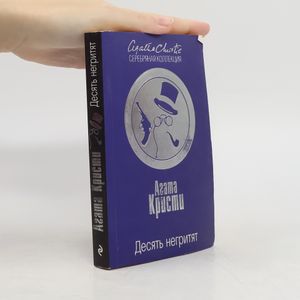 Agatha Christie
СЕРЕБРЯНАЯ КОЛЛЕКЦИЯ
Агата
Кристи
Десять негритят
Агата Кристи
Десять негритят